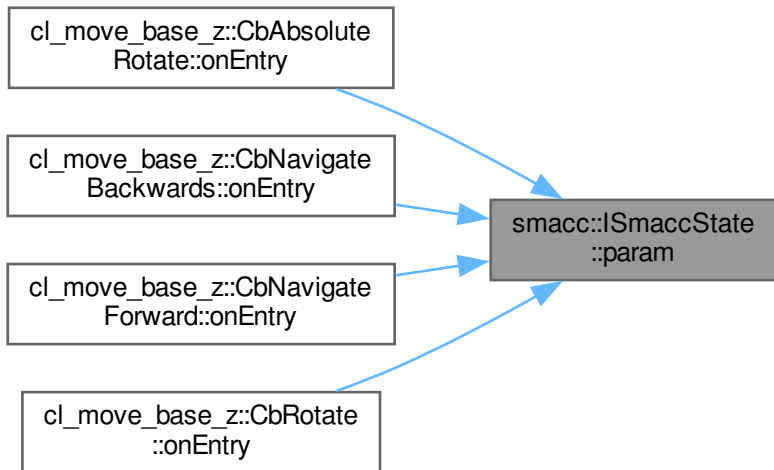 cl_move_base_z::CbAbsolute
Rotate::onEntry
cl_move_base_z::CbNavigate
Backwards::onEntry
cl_move_base_z::CbNavigate
Forward::onEntry
cl_move_base_z::CbRotate
::onEntry
smacc::ISmaccState
::param